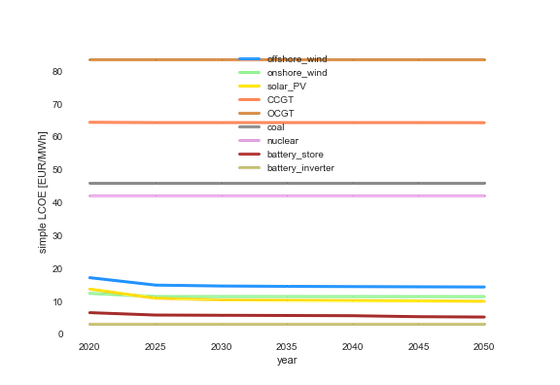 offshore_wind
80
onshore_wind
solar_PV
70
CCGT
OCGT
60
coal
nuclear
battery_store
50
battery_inverter
simple LCOE [EUR/MWh]
40
30
20
10
0
2020 2025 2030 2035 2040 2045 2050
year